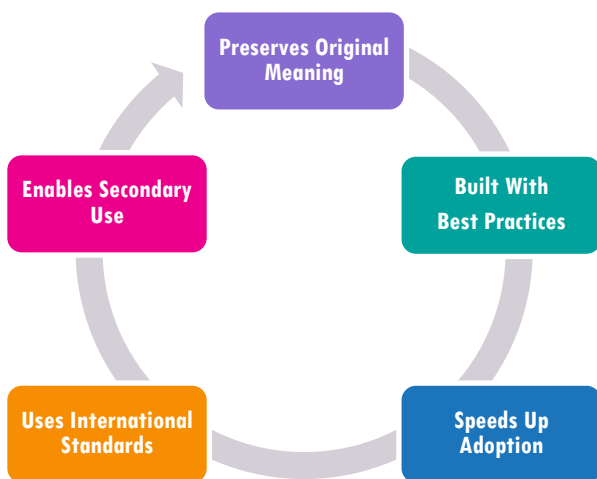 Preserves Original
Meaning
Built With
Best Practices
Speeds Up
Adoption
Uses International
Standards
Enables Secondary
Use